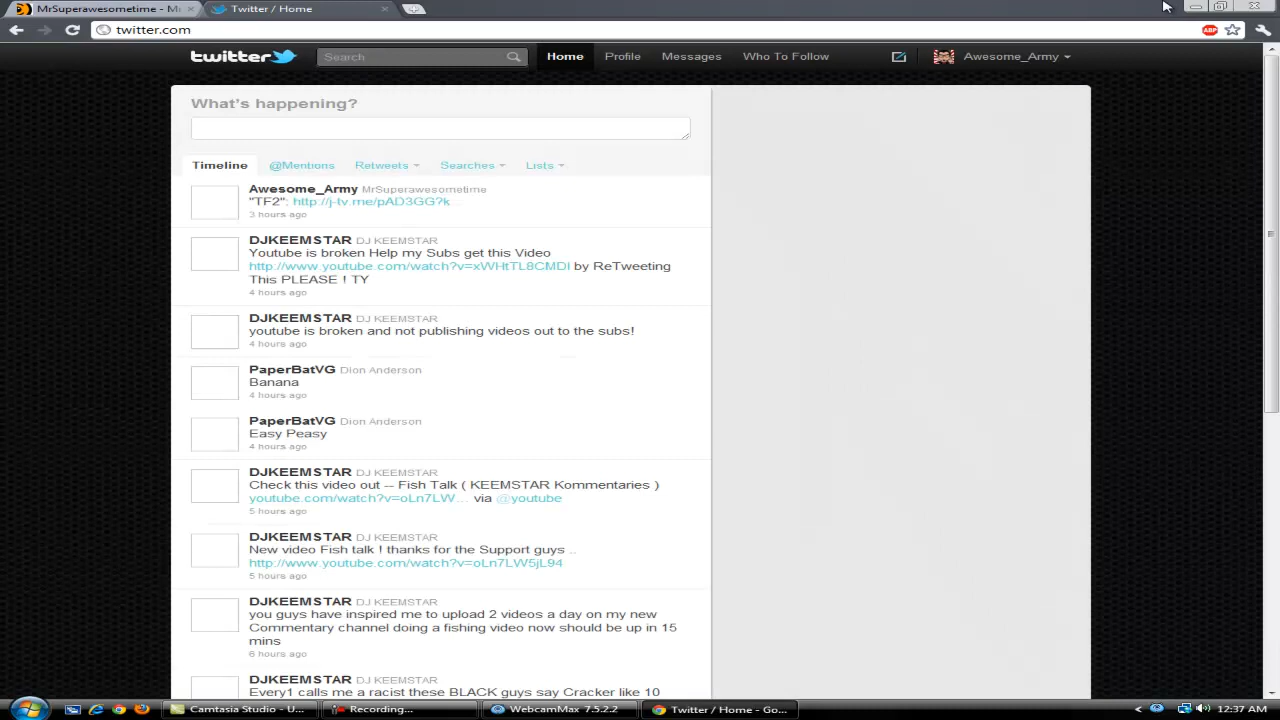 MrSuperawesometime - M
Twitter / Home
twitter.com
ABP
twitter
Search
Home
Profile
Messages
Who To Follow
Awesome_Army
What's happening?
Timeline
@Mentions
Retweets
Searches
Lists
Awesome_Army MrSuperawesometime
"TF2": http://j-tv.me/pAD3GG?k
3 hours ago
DJKEEMSTAR DJ KEEMSTAR
Youtube is broken Help my Subs get this Video
http://www.youtube.com/watch?v=xWHtTL8CMDI by ReTweeting
This PLEASE ! TY
4 hours ago
DJKEEMSTAR DJ KEEMSTAR
youtube is broken and not publishing videos out to the subs!
4 hours ago
PaperBatVG Dion Anderson
Banana
4 hours ago
PaperBatVG Dion Anderson
Easy Peasy
4 hours ago
DJKEEMSTAR DJ KEEMSTAR
Check this video out -- Fish Talk ( KEEMSTAR Kommentaries )
youtube.com/watch?v=oLn7LW... via @youtube
5 hours ago
DJKEEMSTAR DJ KEEMSTAR
New video Fish talk ! thanks for the Support guys ..
http://www.youtube.com/watch?v=oLn7LW5jL94
5 hours ago
DJKEEMSTAR DJ KEEMSTAR
you guys have inspired me to upload 2 videos a day on my new
Commentary channel doing a fishing video now should be up in 15
mins
6 hours ago
DJKEEMSTAR DJ KEEMSTAR
Every1 calls me a racist these BLACK guys say Cracker like 10
Camtasia Studio - U...
Recording...
WebcamMax 7.5.2.2
Twitter / Home - Go...
12:37 AM